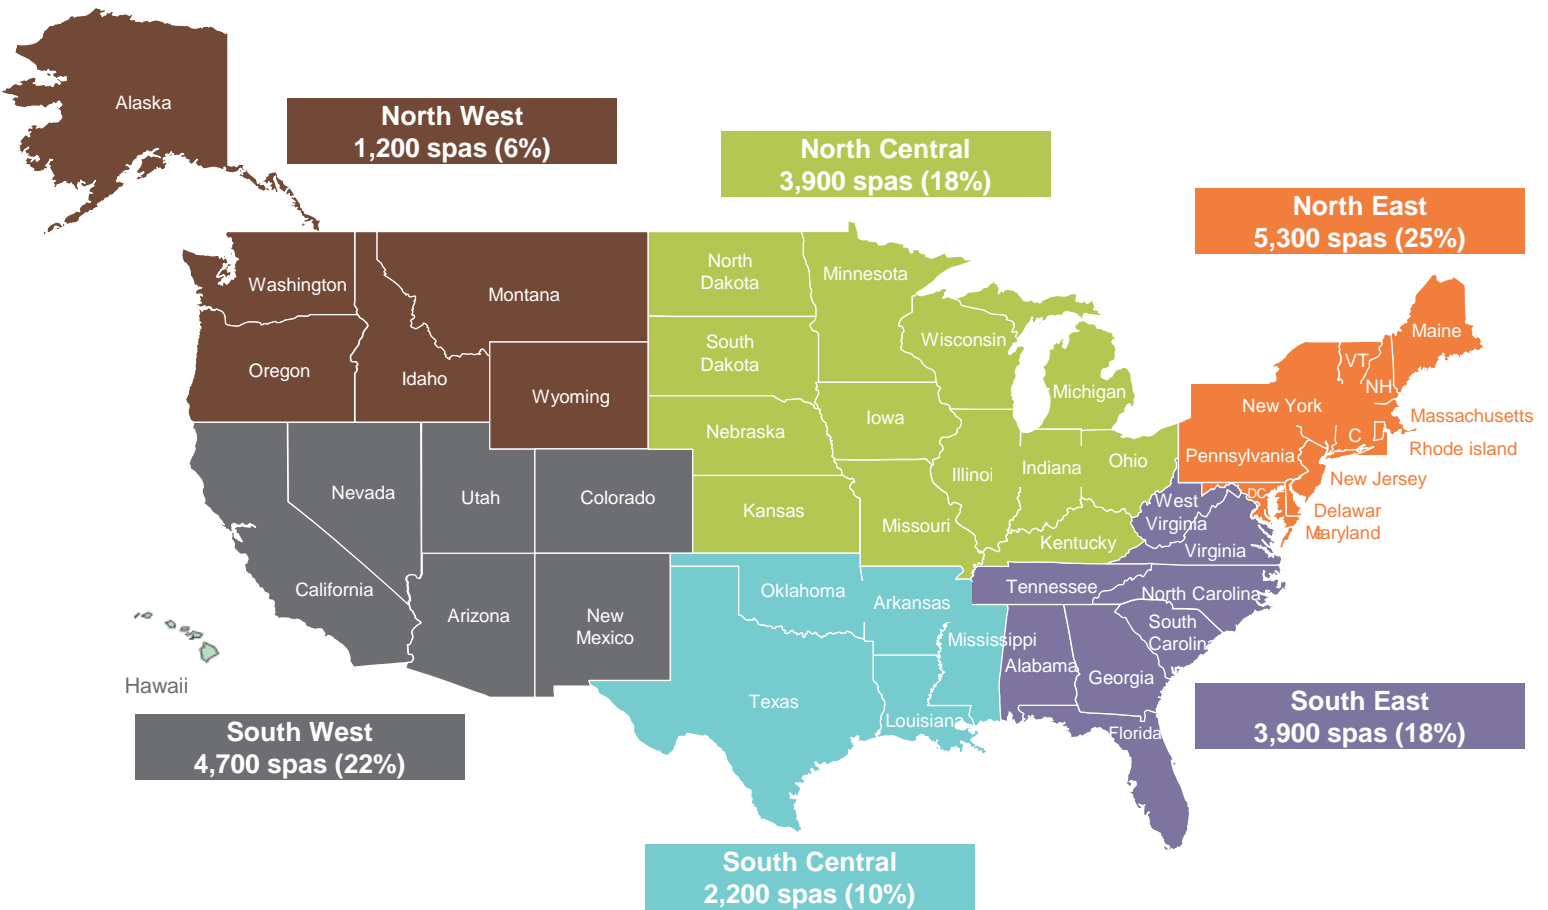 Alaska
North West
1,200 spas (6%)
North Central
3,900 spas (18%)
North East
5,300 spas (25%)
Washington
Montana
North
Dakota
Minnesota
Oregon
Idaho
Wyoming
South
Dakota
Wisconsin
Michigan
Maine
VT
NH
New York
Massachusetts
C
Rhode island
Pennsylvania
New Jersey
Nebraska
Iowa
Illinoi
Indiana
Ohio
DC
Delawar
e
Maryland
Nevada
Utah
Colorado
Kansas
Missouri
West
Virginia
Virginia
Kentucky
California
Arizona
New
Mexico
Oklahoma
Arkansas
Tennessee
North Carolina
South
Carolina
Mississippi
Alabama
Georgia
Hawaii
Texas
Louisiana
Florida
South West
4,700 spas (22%)
South East
3,900 spas (18%)
South Central
2,200 spas (10%)